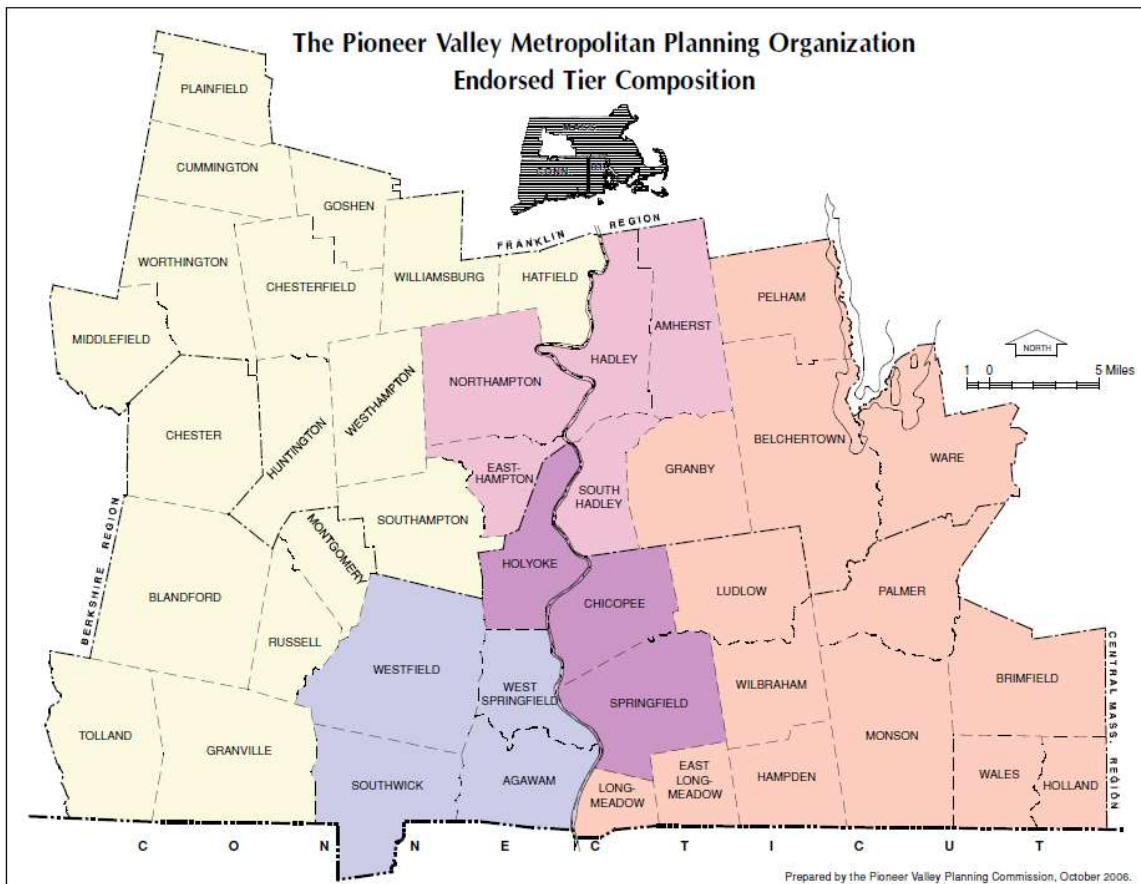 The Pioneer Valley Metropolitan Planning Organization
Endorsed Tier Composition
PLAINFIELD
MASS.
CUMMINGTON
CONN
GOSHEN
FRANKLIN REGION
WORTHINGTON
CHESTERFIELD
WILLIAMSBURG
HATFIELD
PELHAM
MIDDLEFIELD
AMHERST
HADLEY
NORTH
1 0 5 Miles
NORTHAMPTON
WESTHAMPTON
CHESTER
HUNTINGTON
BELCHERTOWN
WARE
EAST-
HAMPTON
GRANBY
SOUTH
HADLEY
SOUTHAMPTON
MONTGOMERY
BERKSHIRE REGION
HOLYOKE
BLANDFORD
CHICOPEE
LUDLOW
PALMER
RUSSELL
WESTFIELD
WEST
SPRINGFIELD
SPRINGFIELD
WILBRAHAM
BRIMFIELD
CENTRAL MASS. REGION
TOLLAND
GRANVILLE
MONSON
SOUTHWICK
AGAWAM
LONG-
MEADOW
EAST
LONG-
MEADOW
HAMPDEN
WALES
HOLLAND
CONNECTICUT
Prepared by the Pioneer Valley Planning Commission, October 2006.